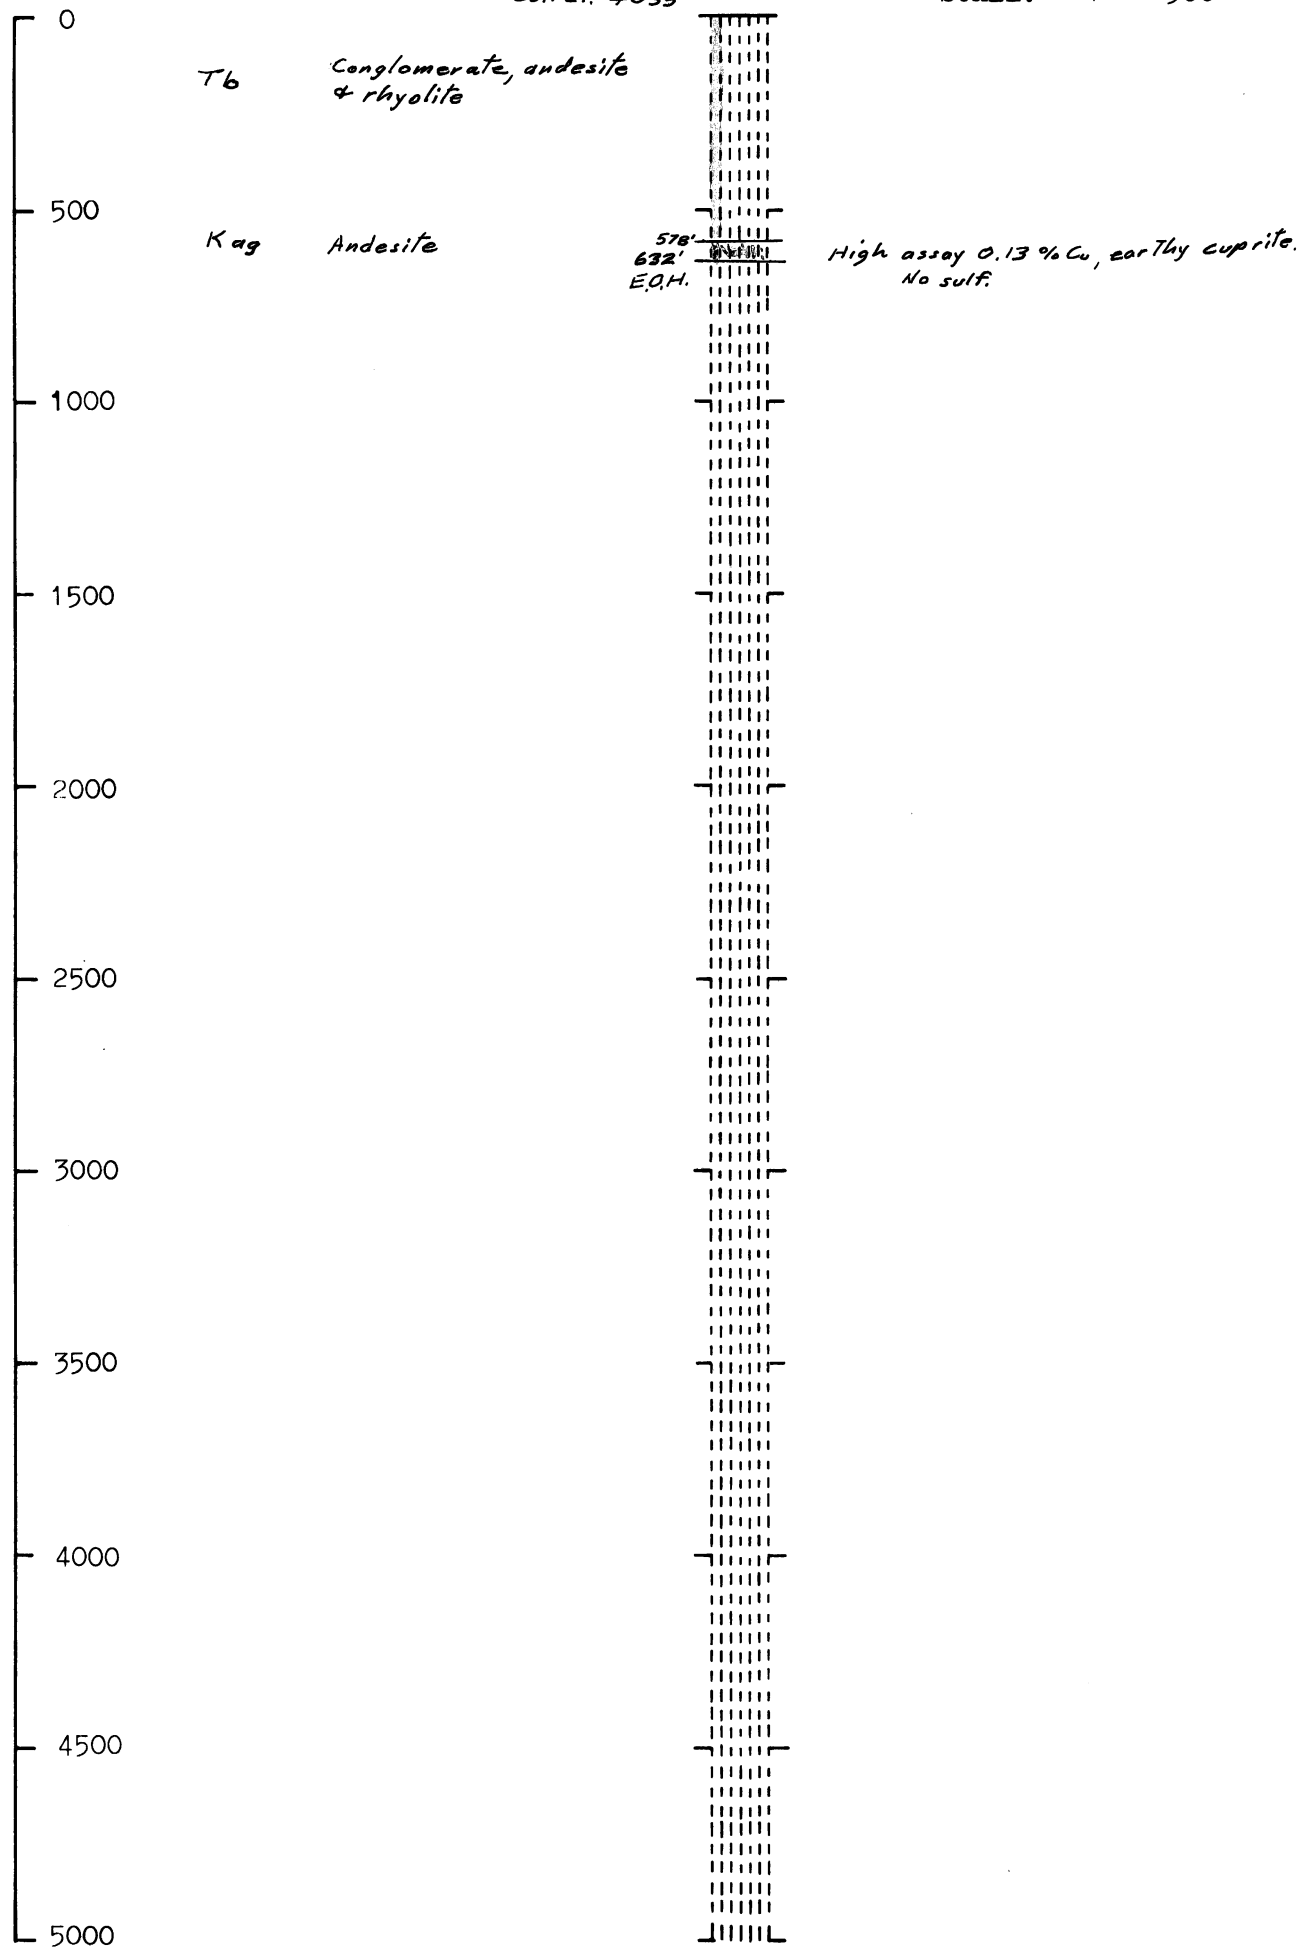 0
Tb Conglomerate, andesite
& rhyolite
500
Kag Andesite 578' High assay 0.13 % Cu, earthy cuprite.
632' No sulf.
E.O.H.
1000
1500
2000
2500
3000
3500
4000
4500
5000